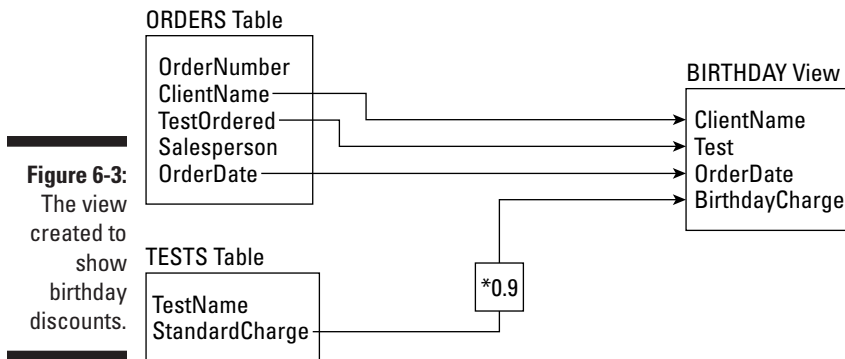 ORDERS Table
OrderNumber
ClientName
TestOrdered
Salesperson
OrderDate
BIRTHDAY View
ClientName
Test
OrderDate
BirthdayCharge
Figure 6-3:
The view
created to
show
birthday
discounts.
TESTS Table
TestName
StandardCharge
*0.9